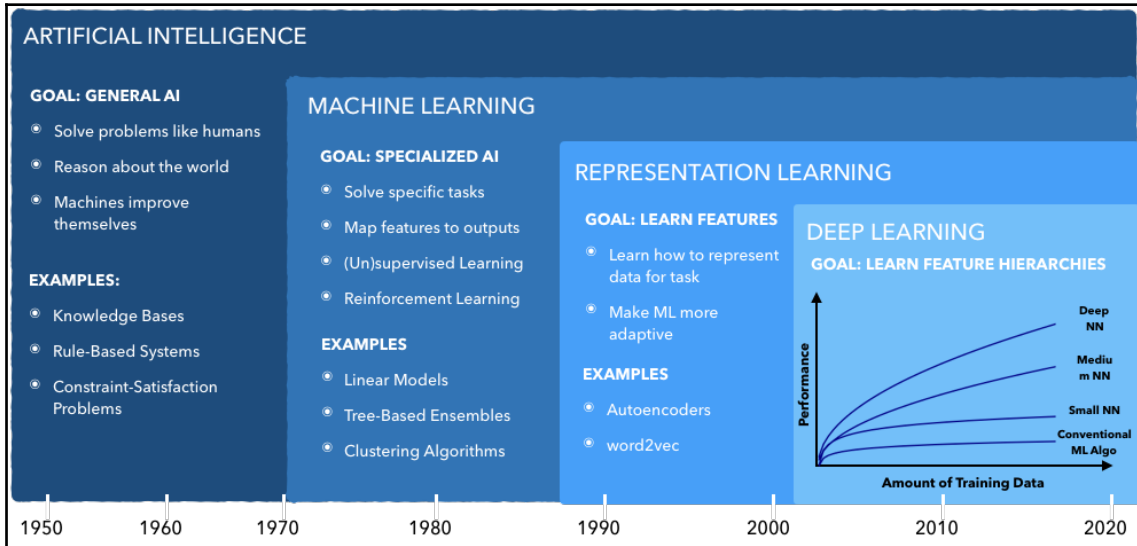 ARTIFICIAL INTELLIGENCE
GOAL: GENERAL AI
Solve problems like humans
Reason about the world
Machines improve
themselves
EXAMPLES:
Knowledge Bases
Rule-Based Systems
Constraint-Satisfaction
Problems
MACHINE LEARNING
GOAL: SPECIALIZED AI
Solve specific tasks
Map features to outputs
(Un)supervised Learning
Reinforcement Learning
EXAMPLES
Linear Models
Tree-Based Ensembles
Clustering Algorithms
REPRESENTATION LEARNING
GOAL: LEARN FEATURES
Learn how to represent
data for task
Make ML more
adaptive
EXAMPLES
Autoencoders
word2vec
DEEP LEARNING
GOAL: LEARN FEATURE HIERARCHIES
Performance
Deep
NN
Mediu
m NN
Small NN
Conventional
ML Algo
Amount of Training Data
1950 1960 1970 1980 1990 2000 2010 2020